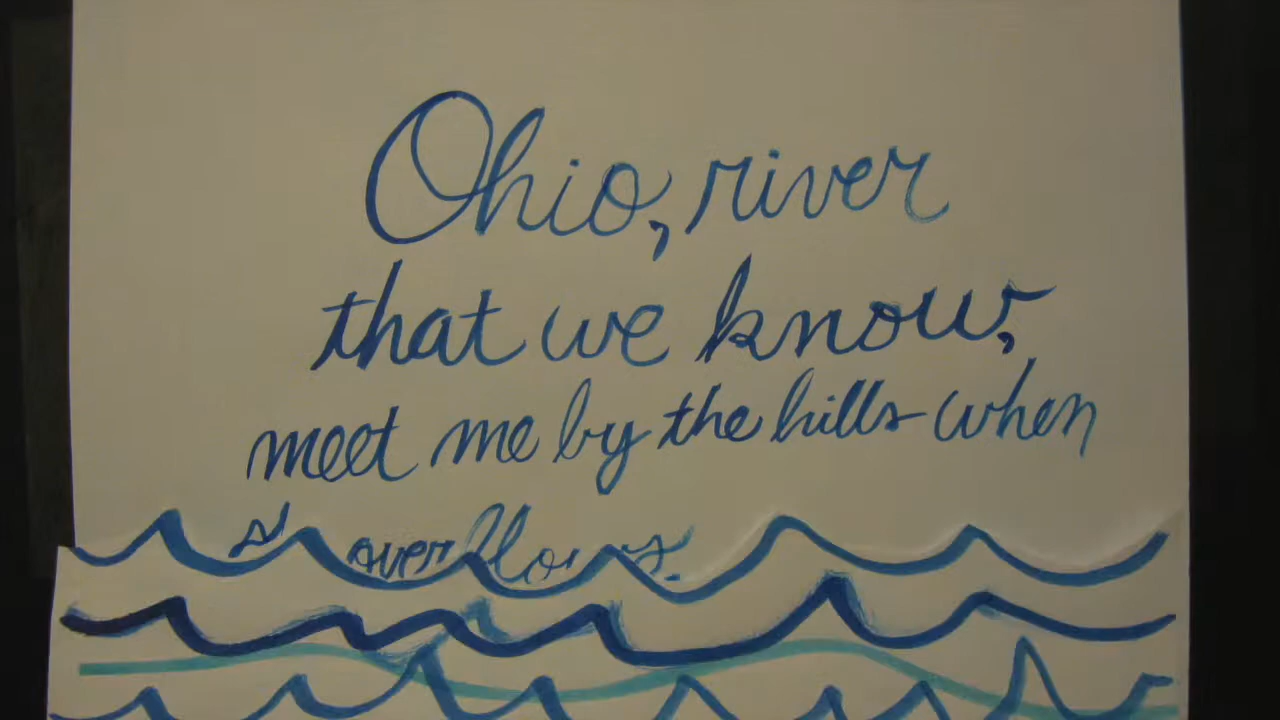 Ohio, river
that we know,
meet me by the hills when
overflows.